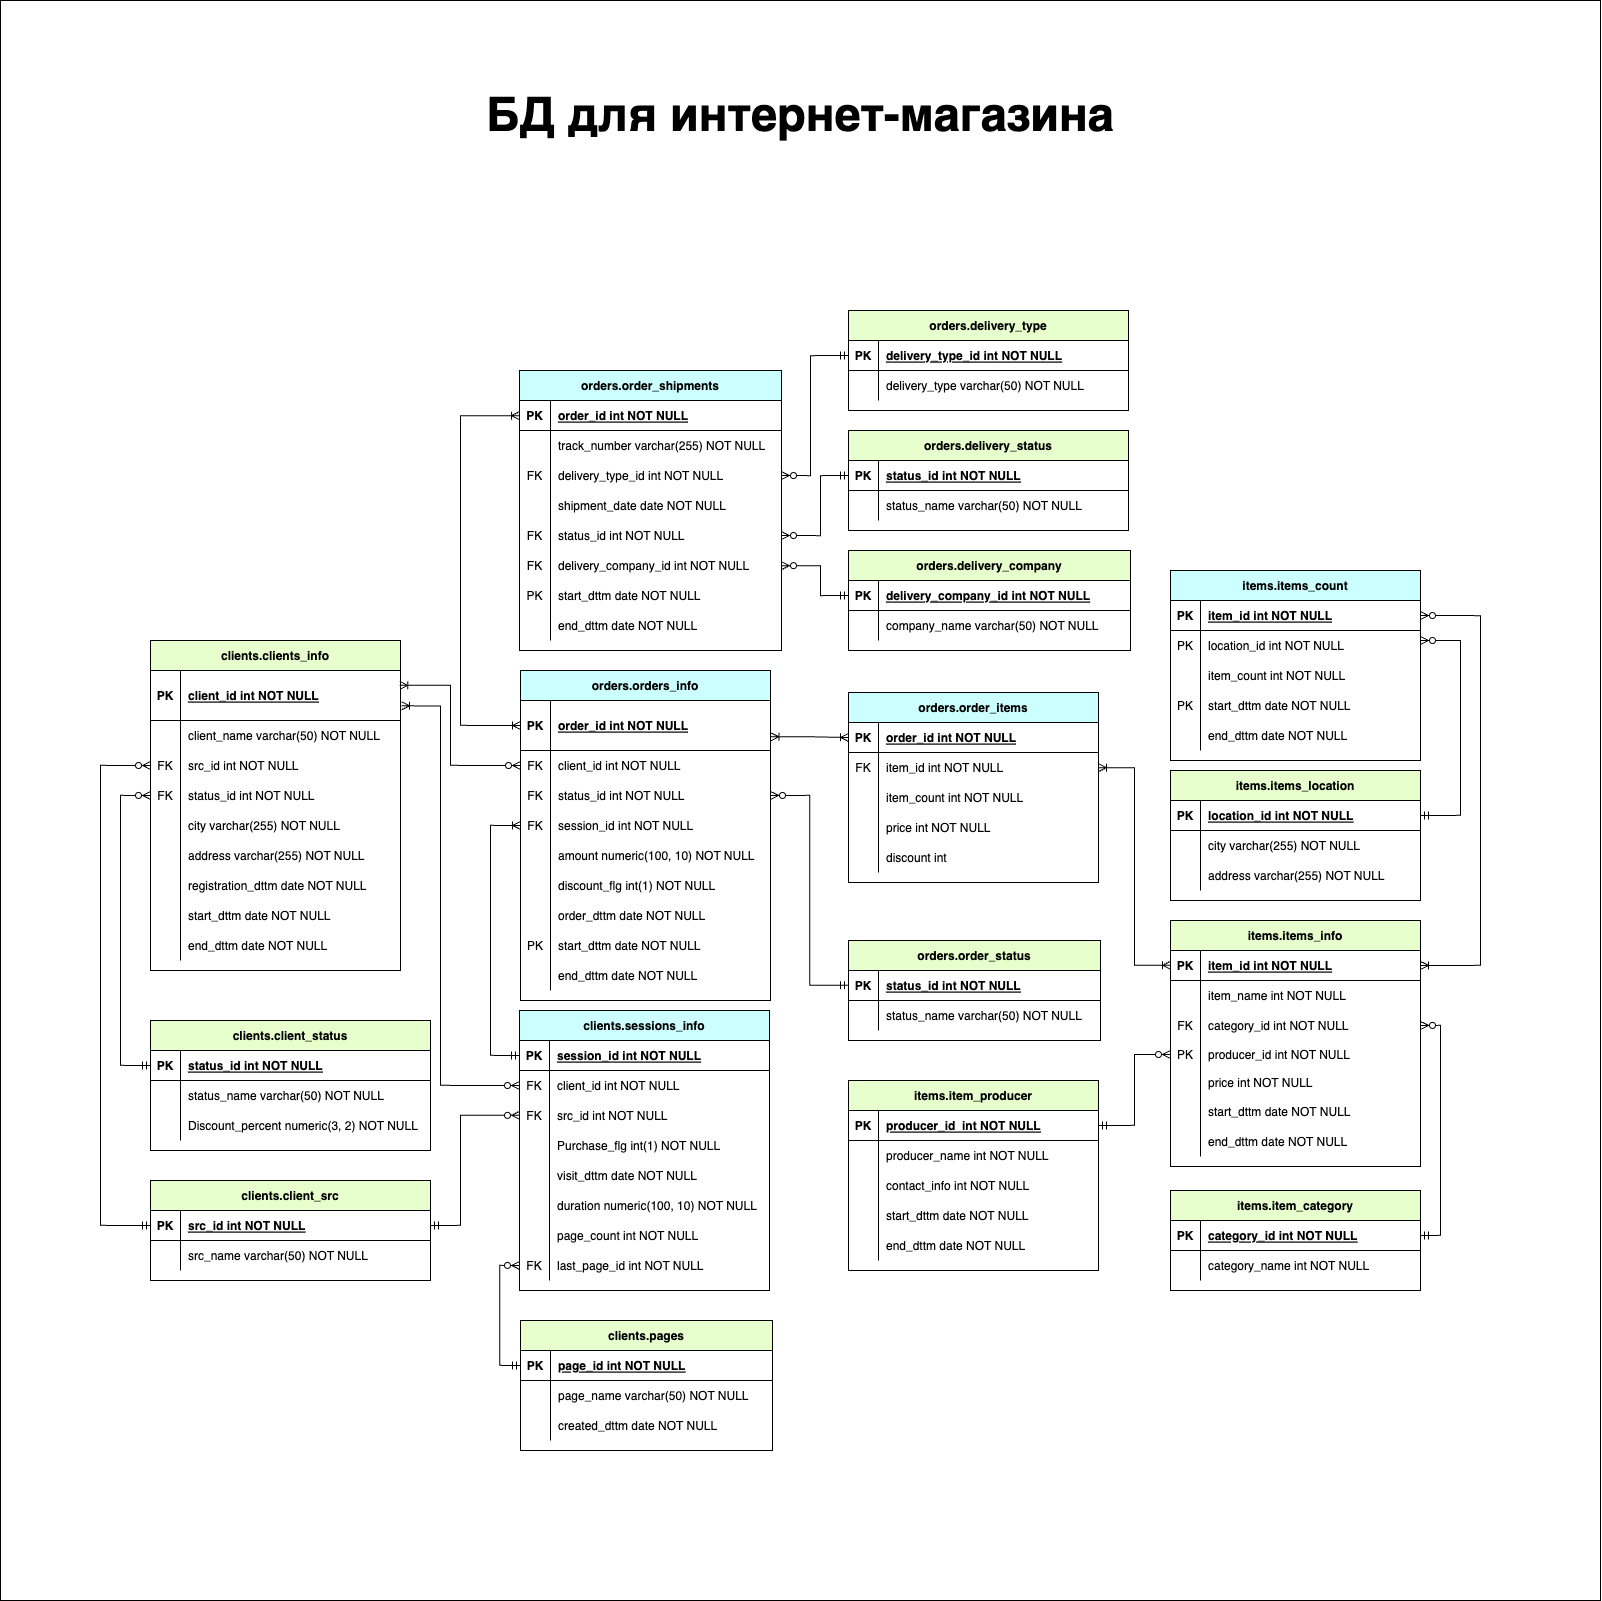 БД для интернет-магазина
orders.delivery_type
PK delivery_type_id int NOT NULL
delivery_type varchar(50) NOT NULL
orders.order_shipments
PK order_id int NOT NULL
track_number varchar(255) NOT NULL
FK delivery_type_id int NOT NULL
shipment_date date NOT NULL
FK status_id int NOT NULL
FK delivery_company_id int NOT NULL
PK start_dttm date NOT NULL
end_dttm date NOT NULL
orders.delivery_status
PK status_id int NOT NULL
status_name varchar(50) NOT NULL
orders.delivery_company
PK delivery_company_id int NOT NULL
company_name varchar(50) NOT NULL
items.items_count
PK item_id int NOT NULL
PK location_id int NOT NULL
item_count int NOT NULL
PK start_dttm date NOT NULL
end_dttm date NOT NULL
clients.clients_info
PK client_id int NOT NULL
client_name varchar(50) NOT NULL
FK src_id int NOT NULL
FK status_id int NOT NULL
city varchar(255) NOT NULL
address varchar(255) NOT NULL
registration_dttm date NOT NULL
start_dttm date NOT NULL
end_dttm date NOT NULL
orders.orders_info
PK order_id int NOT NULL
FK client_id int NOT NULL
FK status_id int NOT NULL
FK session_id int NOT NULL
amount numeric(100, 10) NOT NULL
discount_flg int(1) NOT NULL
order_dttm date NOT NULL
PK start_dttm date NOT NULL
end_dttm date NOT NULL
orders.order_items
PK order_id int NOT NULL
FK item_id int NOT NULL
item_count int NOT NULL
price int NOT NULL
discount int
items.items_location
PK location_id int NOT NULL
city varchar(255) NOT NULL
address varchar(255) NOT NULL
items.items_info
PK item_id int NOT NULL
item_name int NOT NULL
FK category_id int NOT NULL
PK producer_id int NOT NULL
price int NOT NULL
start_dttm date NOT NULL
end_dttm date NOT NULL
orders.order_status
PK status_id int NOT NULL
status_name varchar(50) NOT NULL
clients.client_status
PK status_id int NOT NULL
status_name varchar(50) NOT NULL
Discount_percent numeric(3, 2) NOT NULL
clients.sessions_info
PK session_id int NOT NULL
FK client_id int NOT NULL
FK src_id int NOT NULL
Purchase_flg int(1) NOT NULL
visit_dttm date NOT NULL
duration numeric(100, 10) NOT NULL
page_count int NOT NULL
FK last_page_id int NOT NULL
items.item_producer
PK producer_id int NOT NULL
producer_name int NOT NULL
contact_info int NOT NULL
start_dttm date NOT NULL
end_dttm date NOT NULL
clients.client_src
PK src_id int NOT NULL
src_name varchar(50) NOT NULL
items.item_category
PK category_id int NOT NULL
category_name int NOT NULL
clients.pages
PK page_id int NOT NULL
page_name varchar(50) NOT NULL
created_dttm date NOT NULL